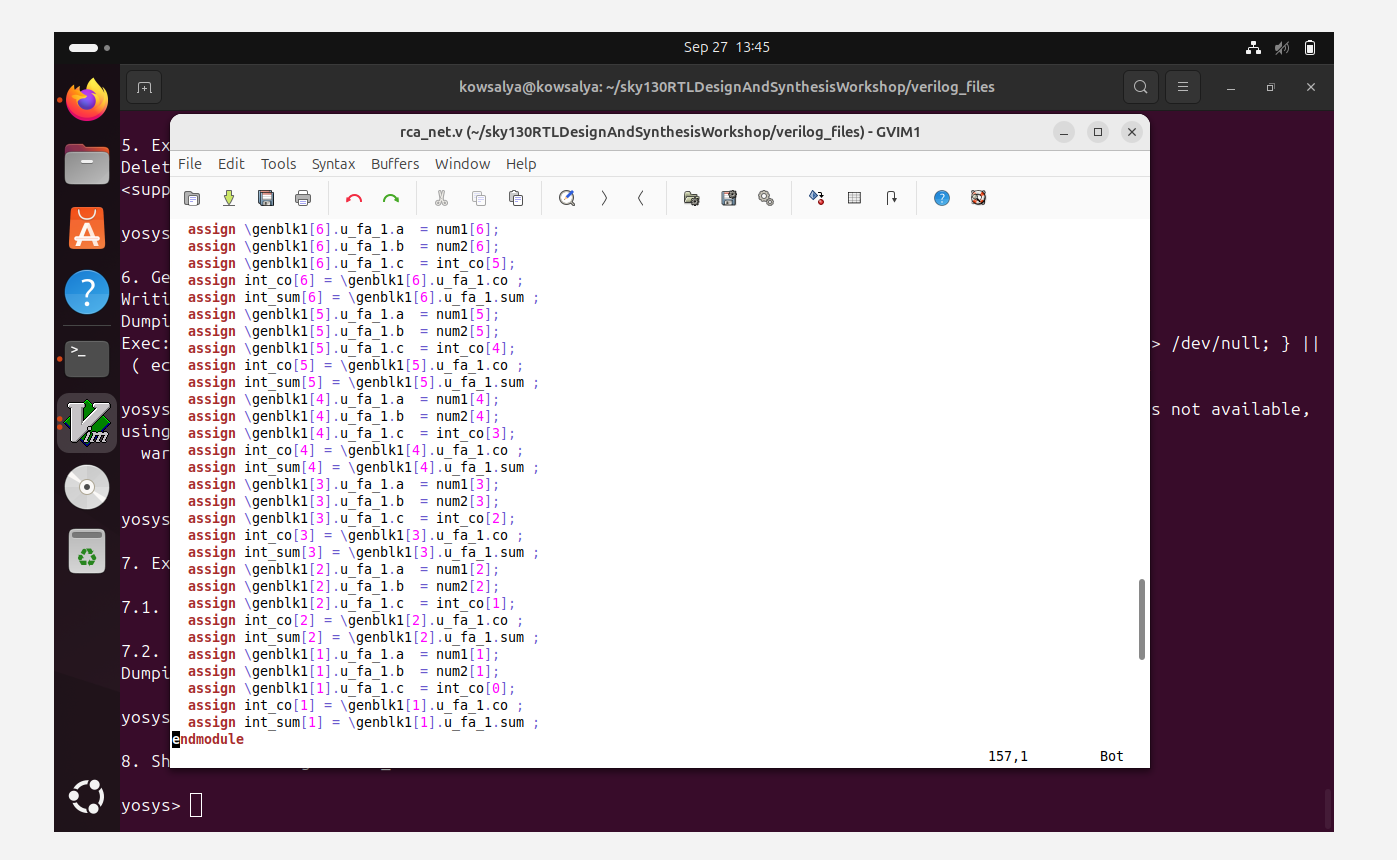 Sep 27 13:45
kowsalya@kowsalya: ~/sky130RTLDesignAndSynthesisWorkshop/verilog_files
rca_net.v (~/sky130RTLDesignAndSynthesisWorkshop/verilog_files) - GVIM1
File Edit Tools Syntax Buffers Window Help
assign \genblk1[6].u_fa_1.a  = num1[6];
assign \genblk1[6].u_fa_1.b  = num2[6];
assign \genblk1[6].u_fa_1.c  = int_co[5];
assign int_co[6] = \genblk1[6].u_fa_1.co ;
assign int_sum[6] = \genblk1[6].u_fa_1.sum ;
assign \genblk1[5].u_fa_1.a  = num1[5];
assign \genblk1[5].u_fa_1.b  = num2[5];
assign \genblk1[5].u_fa_1.c  = int_co[4];
assign int_co[5] = \genblk1[5].u_fa_1.co ;
assign int_sum[5] = \genblk1[5].u_fa_1.sum ;
assign \genblk1[4].u_fa_1.a  = num1[4];
assign \genblk1[4].u_fa_1.b  = num2[4];
assign \genblk1[4].u_fa_1.c  = int_co[3];
assign int_co[4] = \genblk1[4].u_fa_1.co ;
assign int_sum[4] = \genblk1[4].u_fa_1.sum ;
assign \genblk1[3].u_fa_1.a  = num1[3];
assign \genblk1[3].u_fa_1.b  = num2[3];
assign \genblk1[3].u_fa_1.c  = int_co[2];
assign int_co[3] = \genblk1[3].u_fa_1.co ;
assign int_sum[3] = \genblk1[3].u_fa_1.sum ;
assign \genblk1[2].u_fa_1.a  = num1[2];
assign \genblk1[2].u_fa_1.b  = num2[2];
assign \genblk1[2].u_fa_1.c  = int_co[1];
assign int_co[2] = \genblk1[2].u_fa_1.co ;
assign int_sum[2] = \genblk1[2].u_fa_1.sum ;
assign \genblk1[1].u_fa_1.a  = num1[1];
assign \genblk1[1].u_fa_1.b  = num2[1];
assign \genblk1[1].u_fa_1.c  = int_co[0];
assign int_co[1] = \genblk1[1].u_fa_1.co ;
assign int_sum[1] = \genblk1[1].u_fa_1.sum ;
endmodule
157,1 Bot
5. Ex
Delet
<supp
yosys
6. Ge
Writi
Dumpi
Exec: > /dev/null; } ||
( ec
yosys s not available,
using
war
yosys
7. Ex
7.1.
7.2.
Dumpi
yosys
8. Sh
yosys>